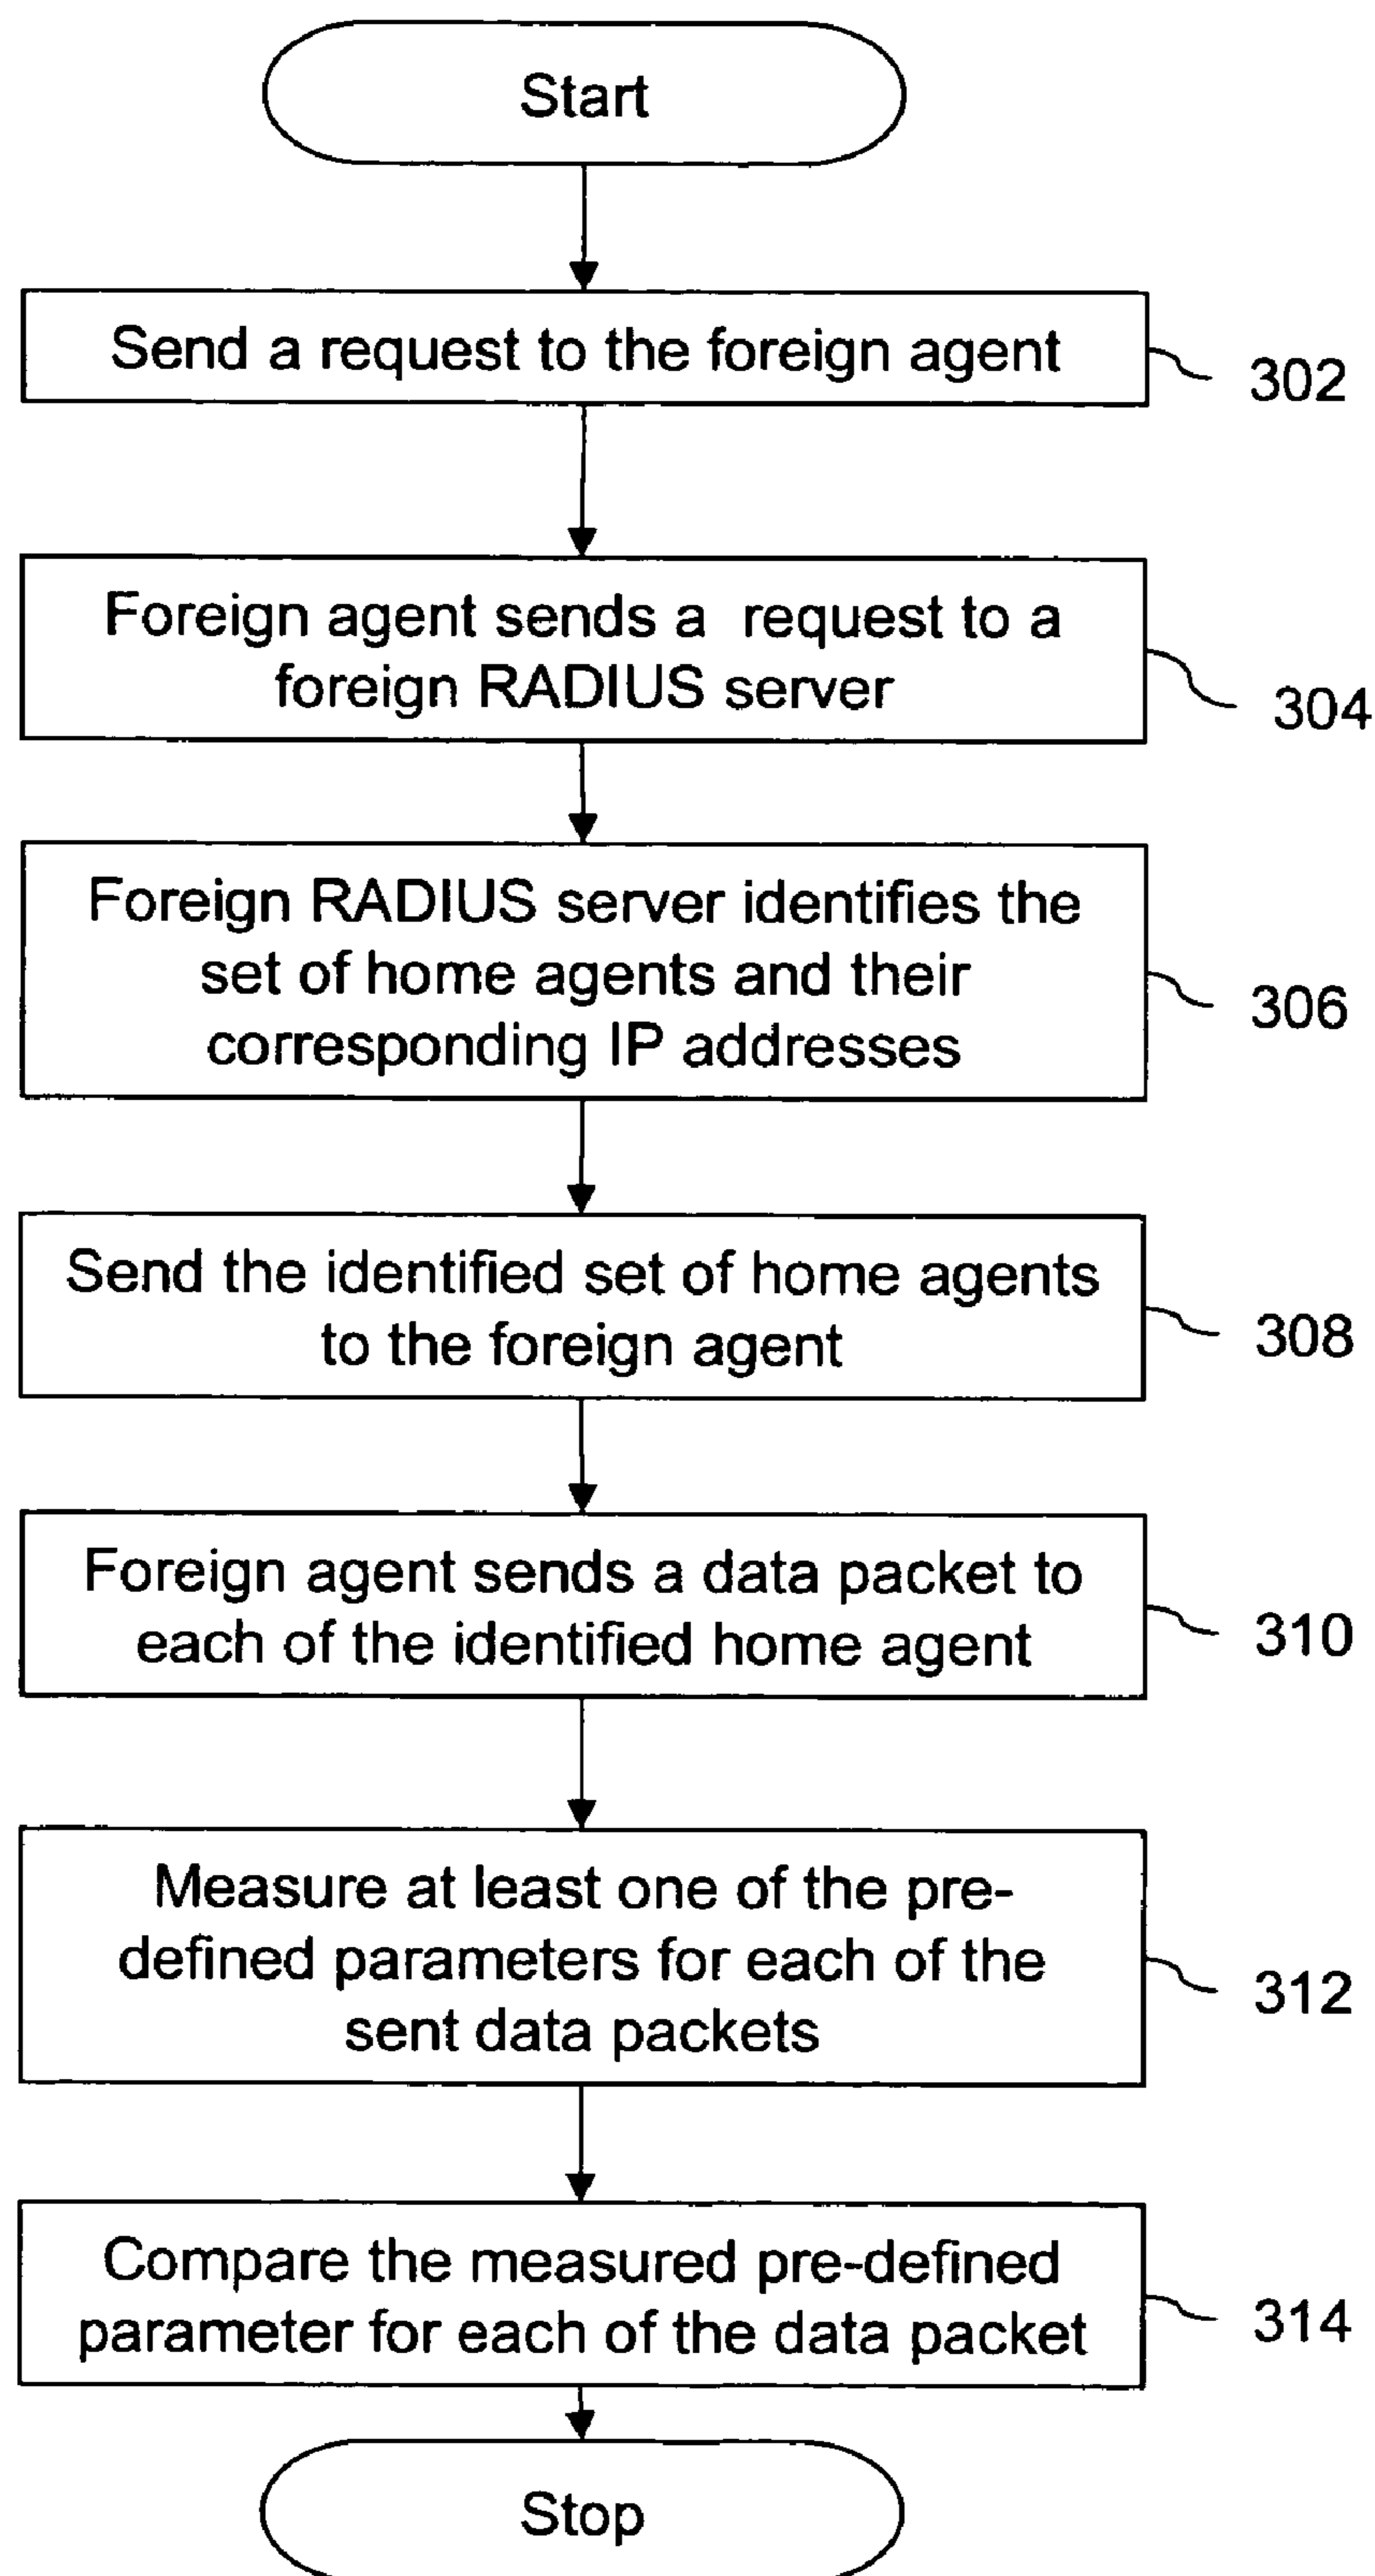 Start
Send a request to the foreign agent
302
Foreign agent sends a request to a
foreign RADIUS server
304
Foreign RADIUS server identifies the
set of home agents and their
corresponding IP addresses
306
Send the identified set of home agents
to the foreign agent
308
Foreign agent sends a data packet to
each of the identified home agent
310
Measure at least one of the pre-
defined parameters for each of the
sent data packets
312
Compare the measured pre-defined
parameter for each of the data packet
314
Stop